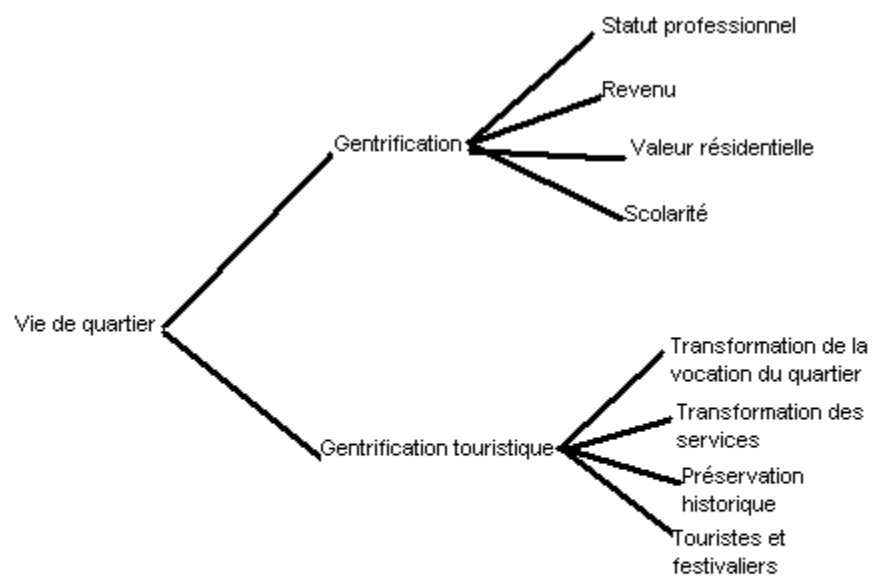 Statut professionnel
Revenu
Gentrification
Valeur résidentielle
Scolarité
Vie de quartier
Transformation de la
vocation du quartier
Transformation des
services
Gentrification touristique
Préservation
historique
Touristes et
festivaliers